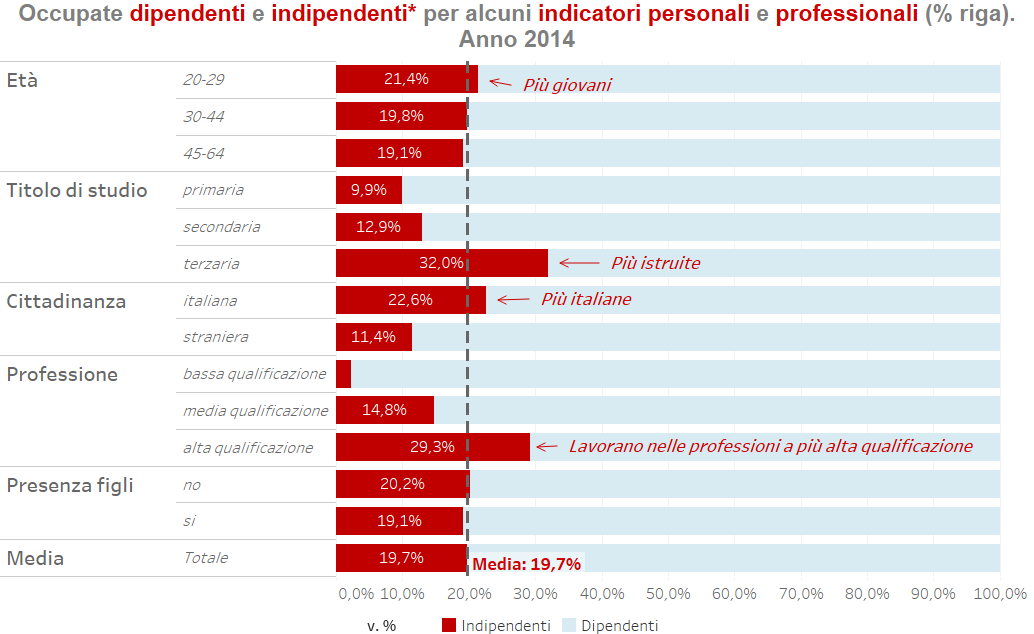 Occupate dipendenti e indipendenti* per alcuni indicatori personali e professionali (% riga).
Anno 2014
Età 20-29 21,4% Più giovani
30-44 19,8%
45-64 19,1%
Titolo di studio primaria 9,9%
secondaria 12,9%
terzaria 32,0% Più istruite
Cittadinanza italiana 22,6% Più italiane
straniera 11,4%
Professione bassa qualificazione
media qualificazione 14,8%
alta qualificazione 29,3% Lavorano nelle professioni a più alta qualificazione
Presenza figli no 20,2%
si 19,1%
Media Totale 19,7% Media: 19,7%
0,0% 10,0% 20,0% 30,0% 40,0% 50,0% 60,0% 70,0% 80,0% 90,0% 100,0%
v. % Indipendenti Dipendenti